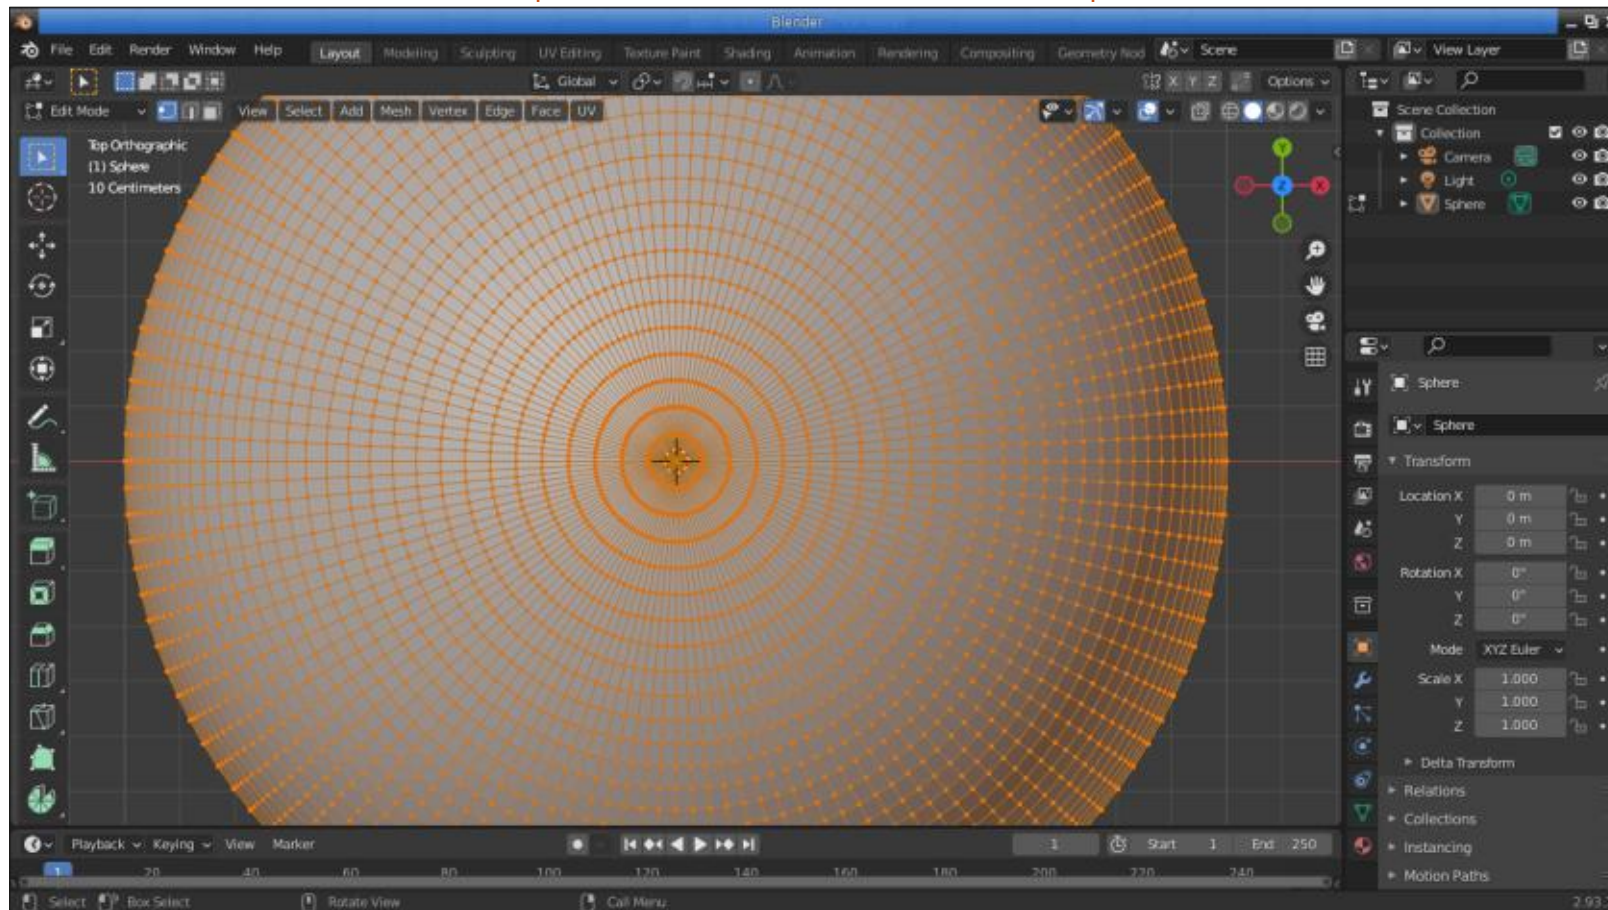 Blender
File Edit Render Window Help Layout Modeling Sculpting UV Editing Texture Paint Shading Animation Rendering Compositing Geometry Nod Scene View Layer
Global X Y Z Options
Edit Mode View Select Add Mesh Vertex Edge Face UV
Top Orthographic
(1) Sphere
10 Centimeters
Y
Z X
Scene Collection
Collection
Camera
Light
Sphere
Sphere
Sphere
Transform
Location X 0 m
Y 0 m
Z 0 m
Rotation X 0°
Y 0°
Z 0°
Mode XYZ Euler
Scale X 1.000
Y 1.000
Z 1.000
Delta Transform
Relations
Collections
Instancing
Motion Paths
Playback Keying View Marker 1 Start 1 End 250
1 20 40 60 80 100 120 140 160 180 200 220 240
Select Box Select Rotate View Call Menu 2.93.